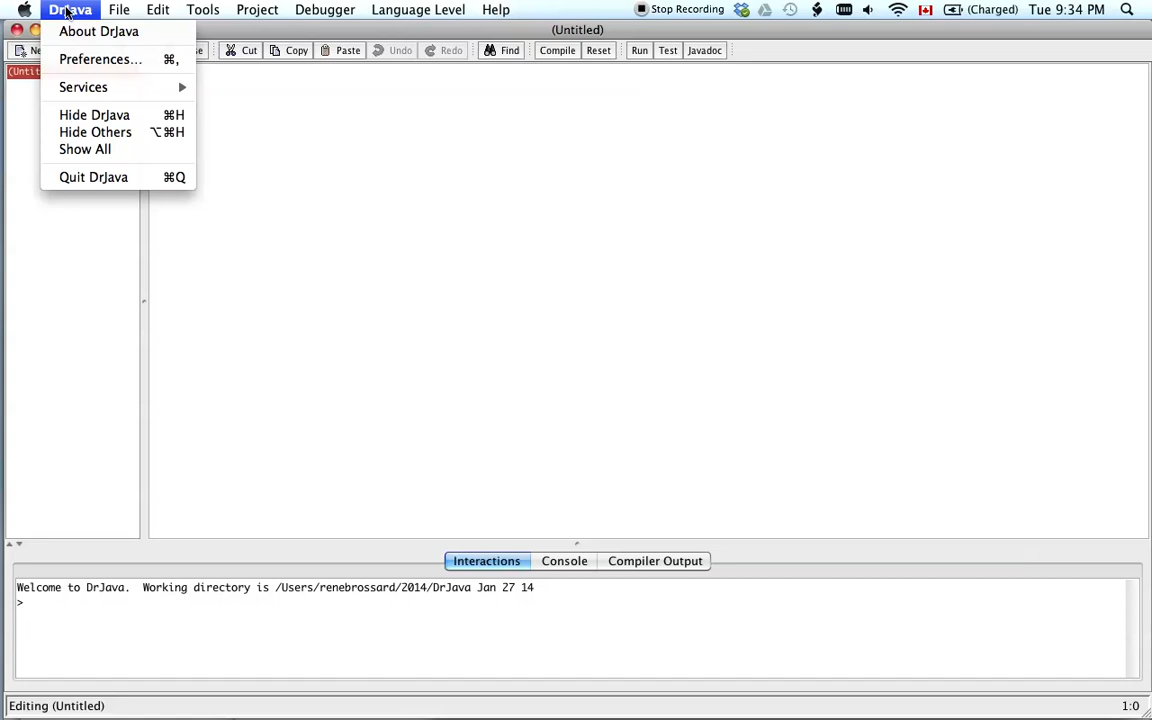 DrJava File Edit Tools Project Debugger Language Level Help Stop Recording (Charged) Tue 9:34 PM
(Untitled)
Cut Copy Paste Undo Redo Find Compile Reset Run Test Javadoc
About DrJava
Preferences... ⌘,
Services
Hide DrJava ⌘H
Hide Others ⌥⌘H
Show All
Quit DrJava ⌘Q
Interactions Console Compiler Output
Welcome to DrJava. Working directory is /Users/renebrossard/2014/DrJava Jan 27 14
>
Editing (Untitled) 1:0